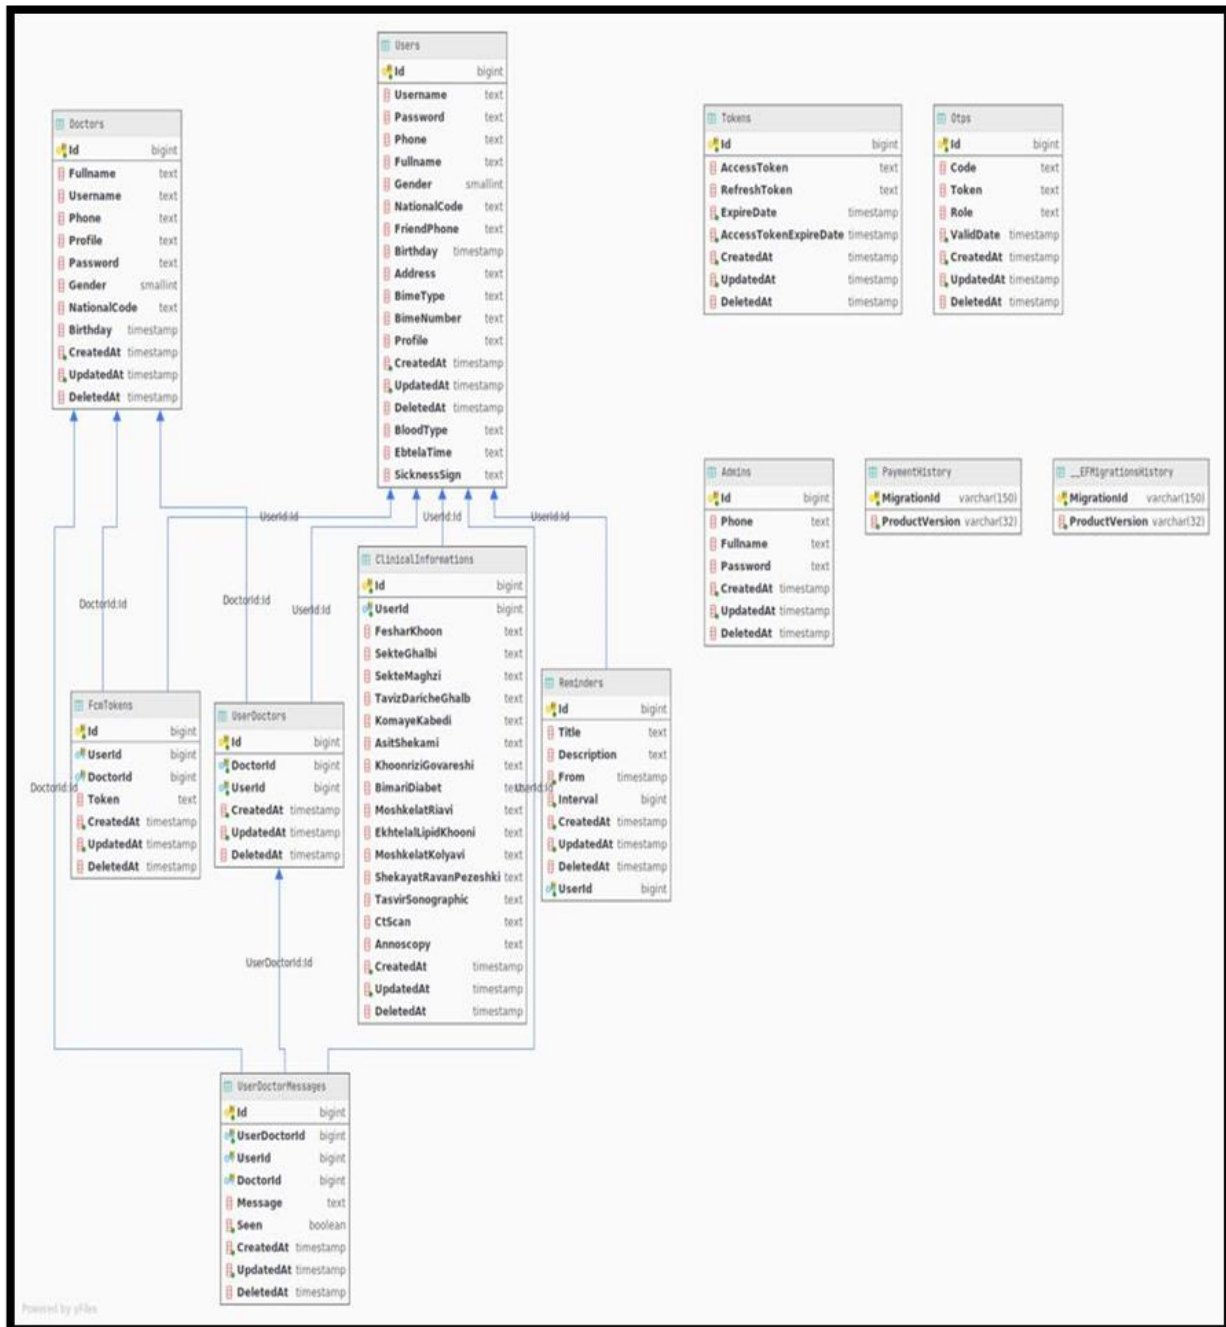 Users
Id bigint
Username text
Password text
Phone text
Fullname text
Gender smallint
NationalCode text
FriendPhone text
Birthday timestamp
Address text
BimeType text
BimeNumber text
Profile text
CreatedAt timestamp
UpdatedAt timestamp
DeletedAt timestamp
BloodType text
EbtelaTime text
SicknessSign text
Doctors
Id bigint
Fullname text
Username text
Phone text
Profile text
Password text
Gender smallint
NationalCode text
Birthday timestamp
CreatedAt timestamp
UpdatedAt timestamp
DeletedAt timestamp
Tokens
Id bigint
AccessToken text
RefreshToken text
ExpireDate timestamp
AccessTokenExpireDate timestamp
CreatedAt timestamp
UpdatedAt timestamp
DeletedAt timestamp
Otps
Id bigint
Code text
Token text
Role text
ValidDate timestamp
CreatedAt timestamp
UpdatedAt timestamp
DeletedAt timestamp
Admins
Id bigint
Phone text
Fullname text
Password text
CreatedAt timestamp
UpdatedAt timestamp
DeletedAt timestamp
PaymentHistory
MigrationId varchar(150)
ProductVersion varchar(32)
__EFMigrationsHistory
MigrationId varchar(150)
ProductVersion varchar(32)
UserId:Id
UserId:Id
UserId:Id
DoctorId:Id
DoctorId:Id
UserId:Id
ClinicalInformations
Id bigint
UserId bigint
FesharKhoon text
SekteGhalbi text
SekteMaghzi text
TavizDaricheGhalb text
KomayeKabedi text
AsitShekami text
KhoonriziGovareshi text
BimariDiabet text
MoshkelatRiavi text
EkhtelalLipidKhooni text
MoshkelatKolyavi text
ShekayatRavanPezeshki text
TasvirSonographic text
CtScan text
Annoscopy text
CreatedAt timestamp
UpdatedAt timestamp
DeletedAt timestamp
Reminders
Id bigint
Title text
Description text
From timestamp
Interval bigint
CreatedAt timestamp
UpdatedAt timestamp
DeletedAt timestamp
UserId bigint
FcmTokens
Id bigint
UserId bigint
DoctorId bigint
Token text
CreatedAt timestamp
UpdatedAt timestamp
DeletedAt timestamp
UserDoctors
Id bigint
DoctorId bigint
UserId bigint
CreatedAt timestamp
UpdatedAt timestamp
DeletedAt timestamp
DoctorId:Id
UserId:Id
UserDoctorId:Id
UserDoctorMessages
Id bigint
UserDoctorId bigint
UserId bigint
DoctorId bigint
Message text
Seen boolean
CreatedAt timestamp
UpdatedAt timestamp
DeletedAt timestamp
Powered by yFiles